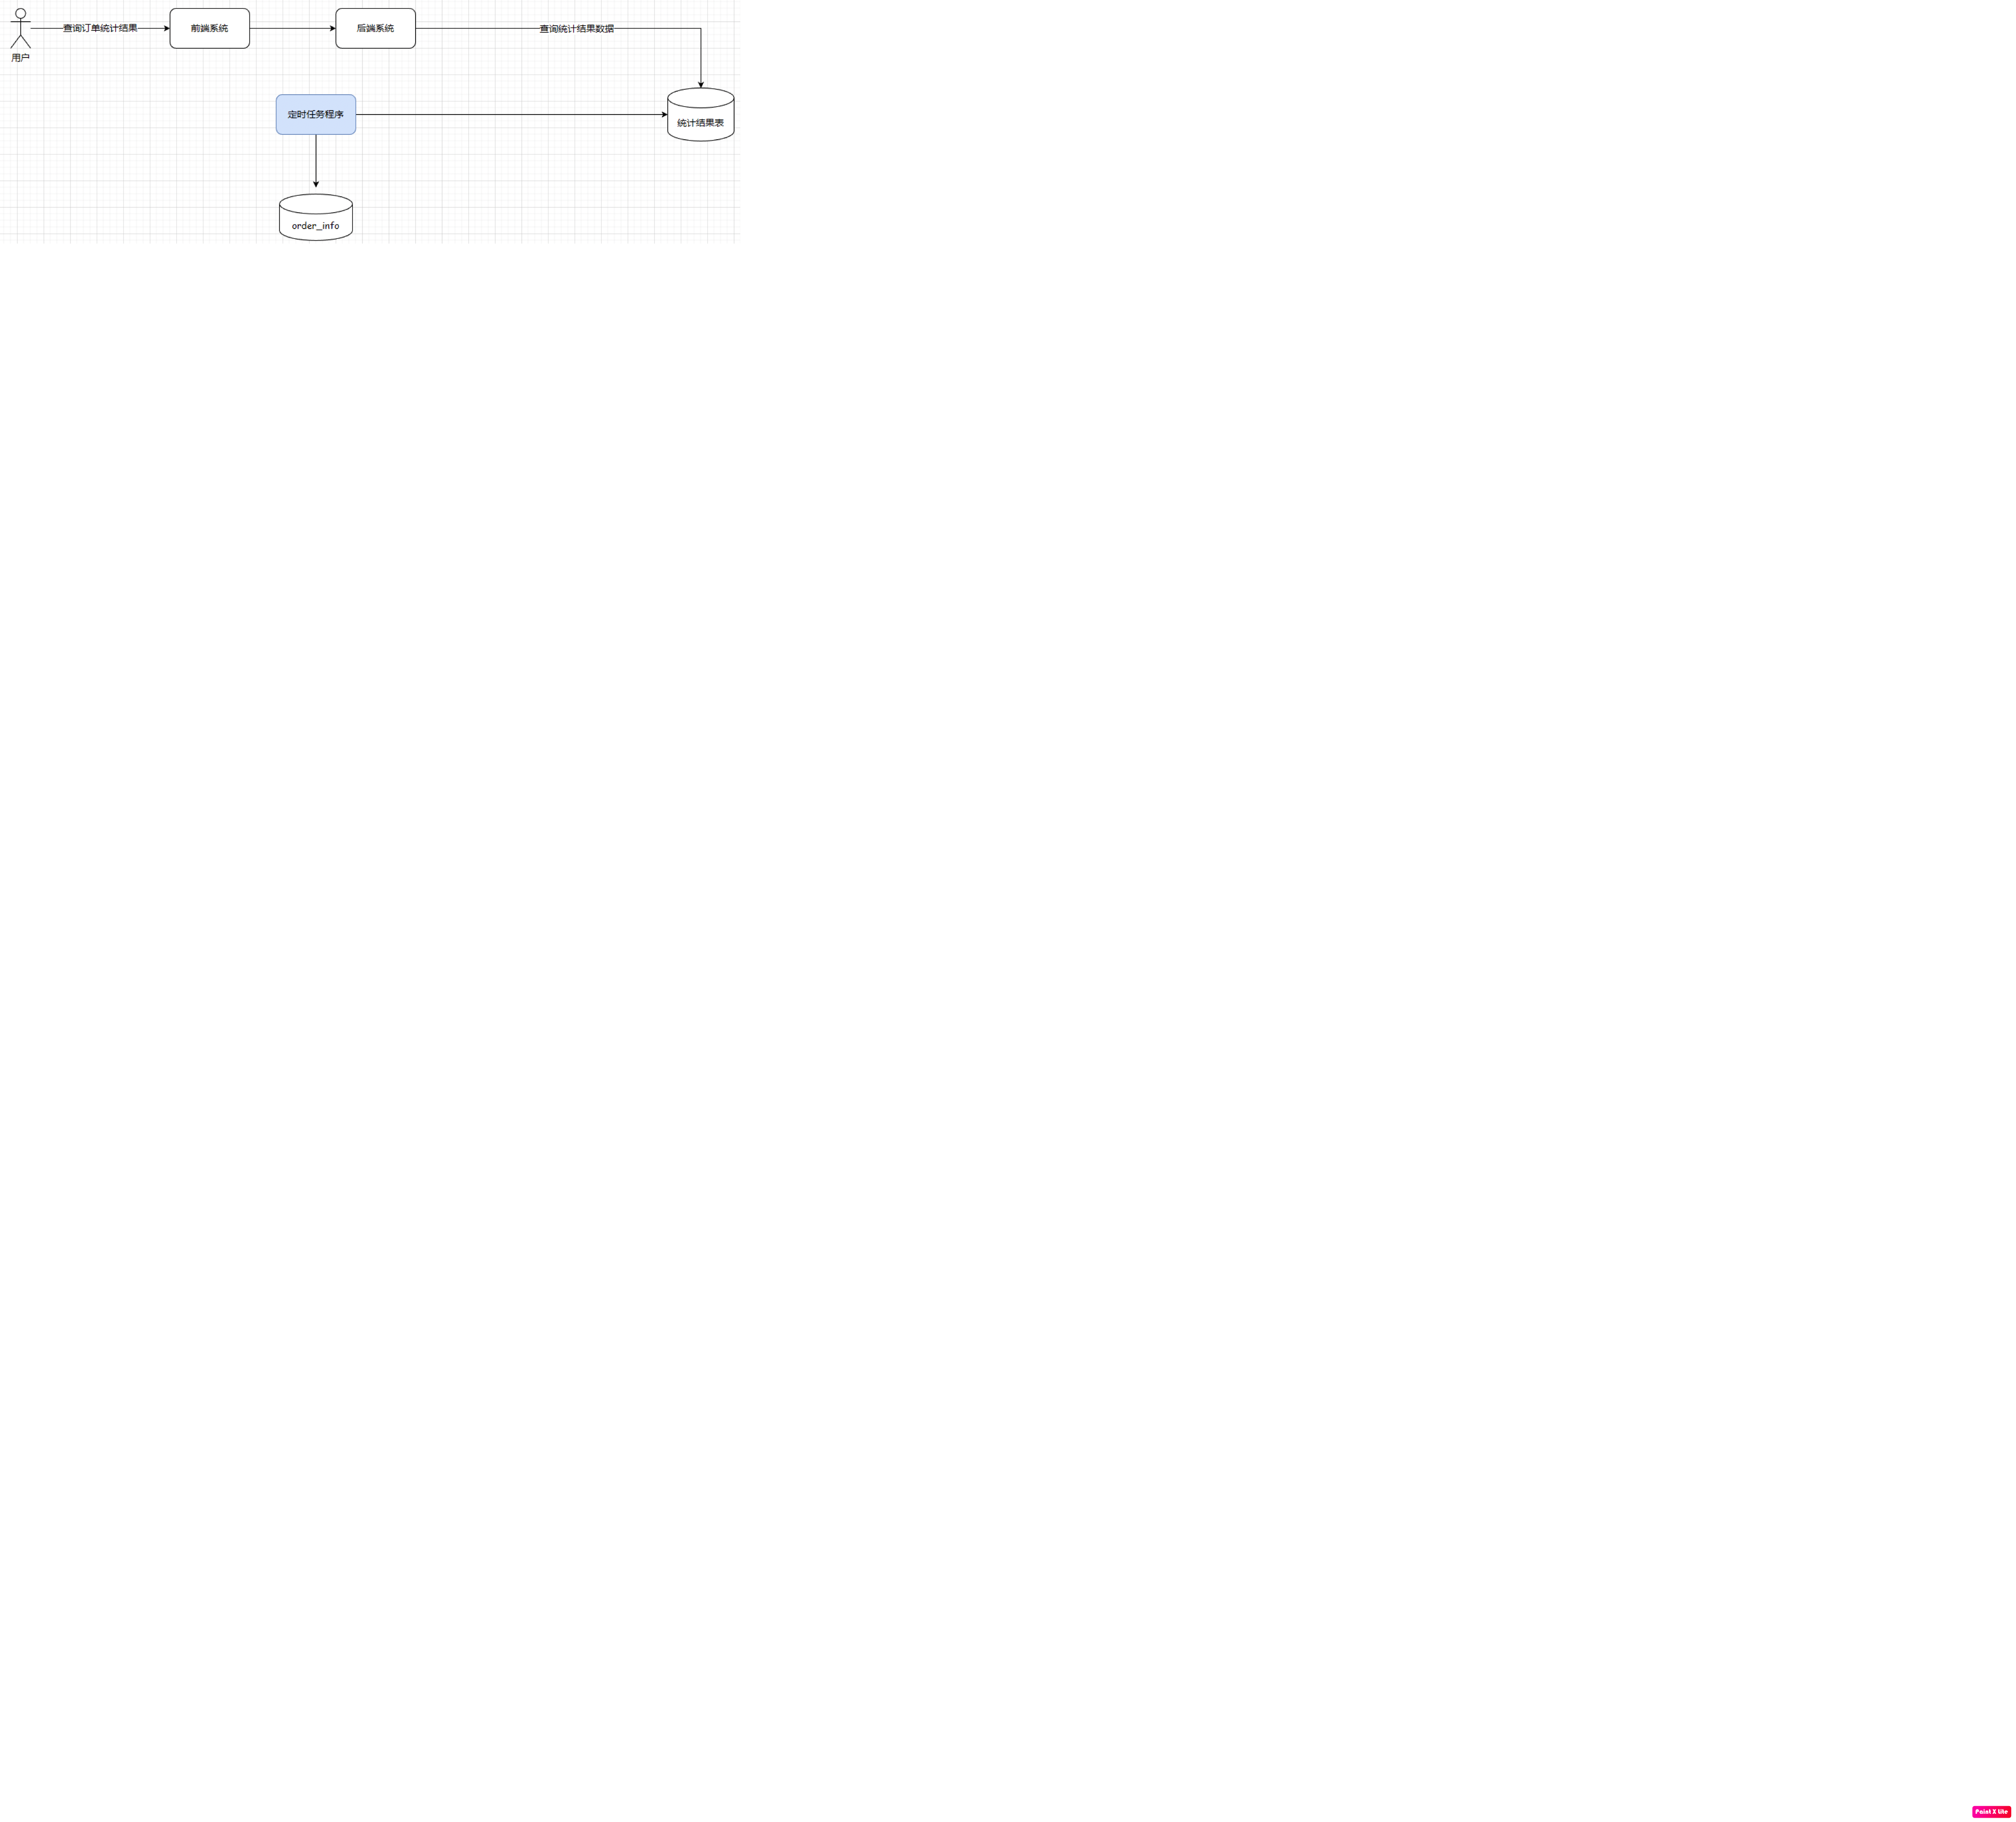 查询订单统计结果
前端系统
后端系统
查询统计结果数据
用户
定时任务程序
统计结果表
order_info
Paint X Lite